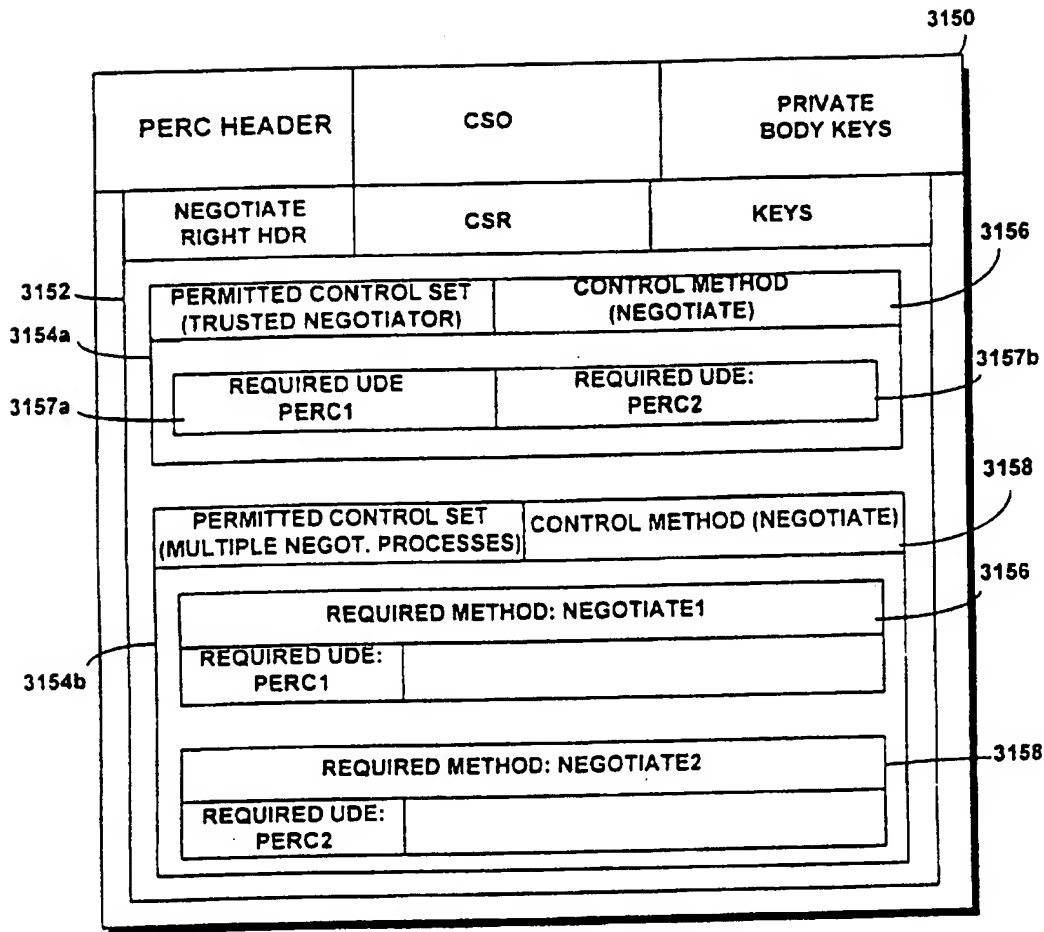 3150
PERC HEADER
CSO
PRIVATE
BODY KEYS
NEGOTIATE
RIGHT HDR
CSR
KEYS
3156
3152
PERMITTED CONTROL SET
(TRUSTED NEGOTIATOR)
CONTROL METHOD
(NEGOTIATE)
3154a
REQUIRED UDE
PERC1
REQUIRED UDE:
PERC2
3157b
3157a
3158
PERMITTED CONTROL SET
(MULTIPLE NEGOT. PROCESSES)
CONTROL METHOD (NEGOTIATE)
3156
REQUIRED METHOD: NEGOTIATE1
REQUIRED UDE:
PERC1
3154b
REQUIRED METHOD: NEGOTIATE2
3158
REQUIRED UDE:
PERC2